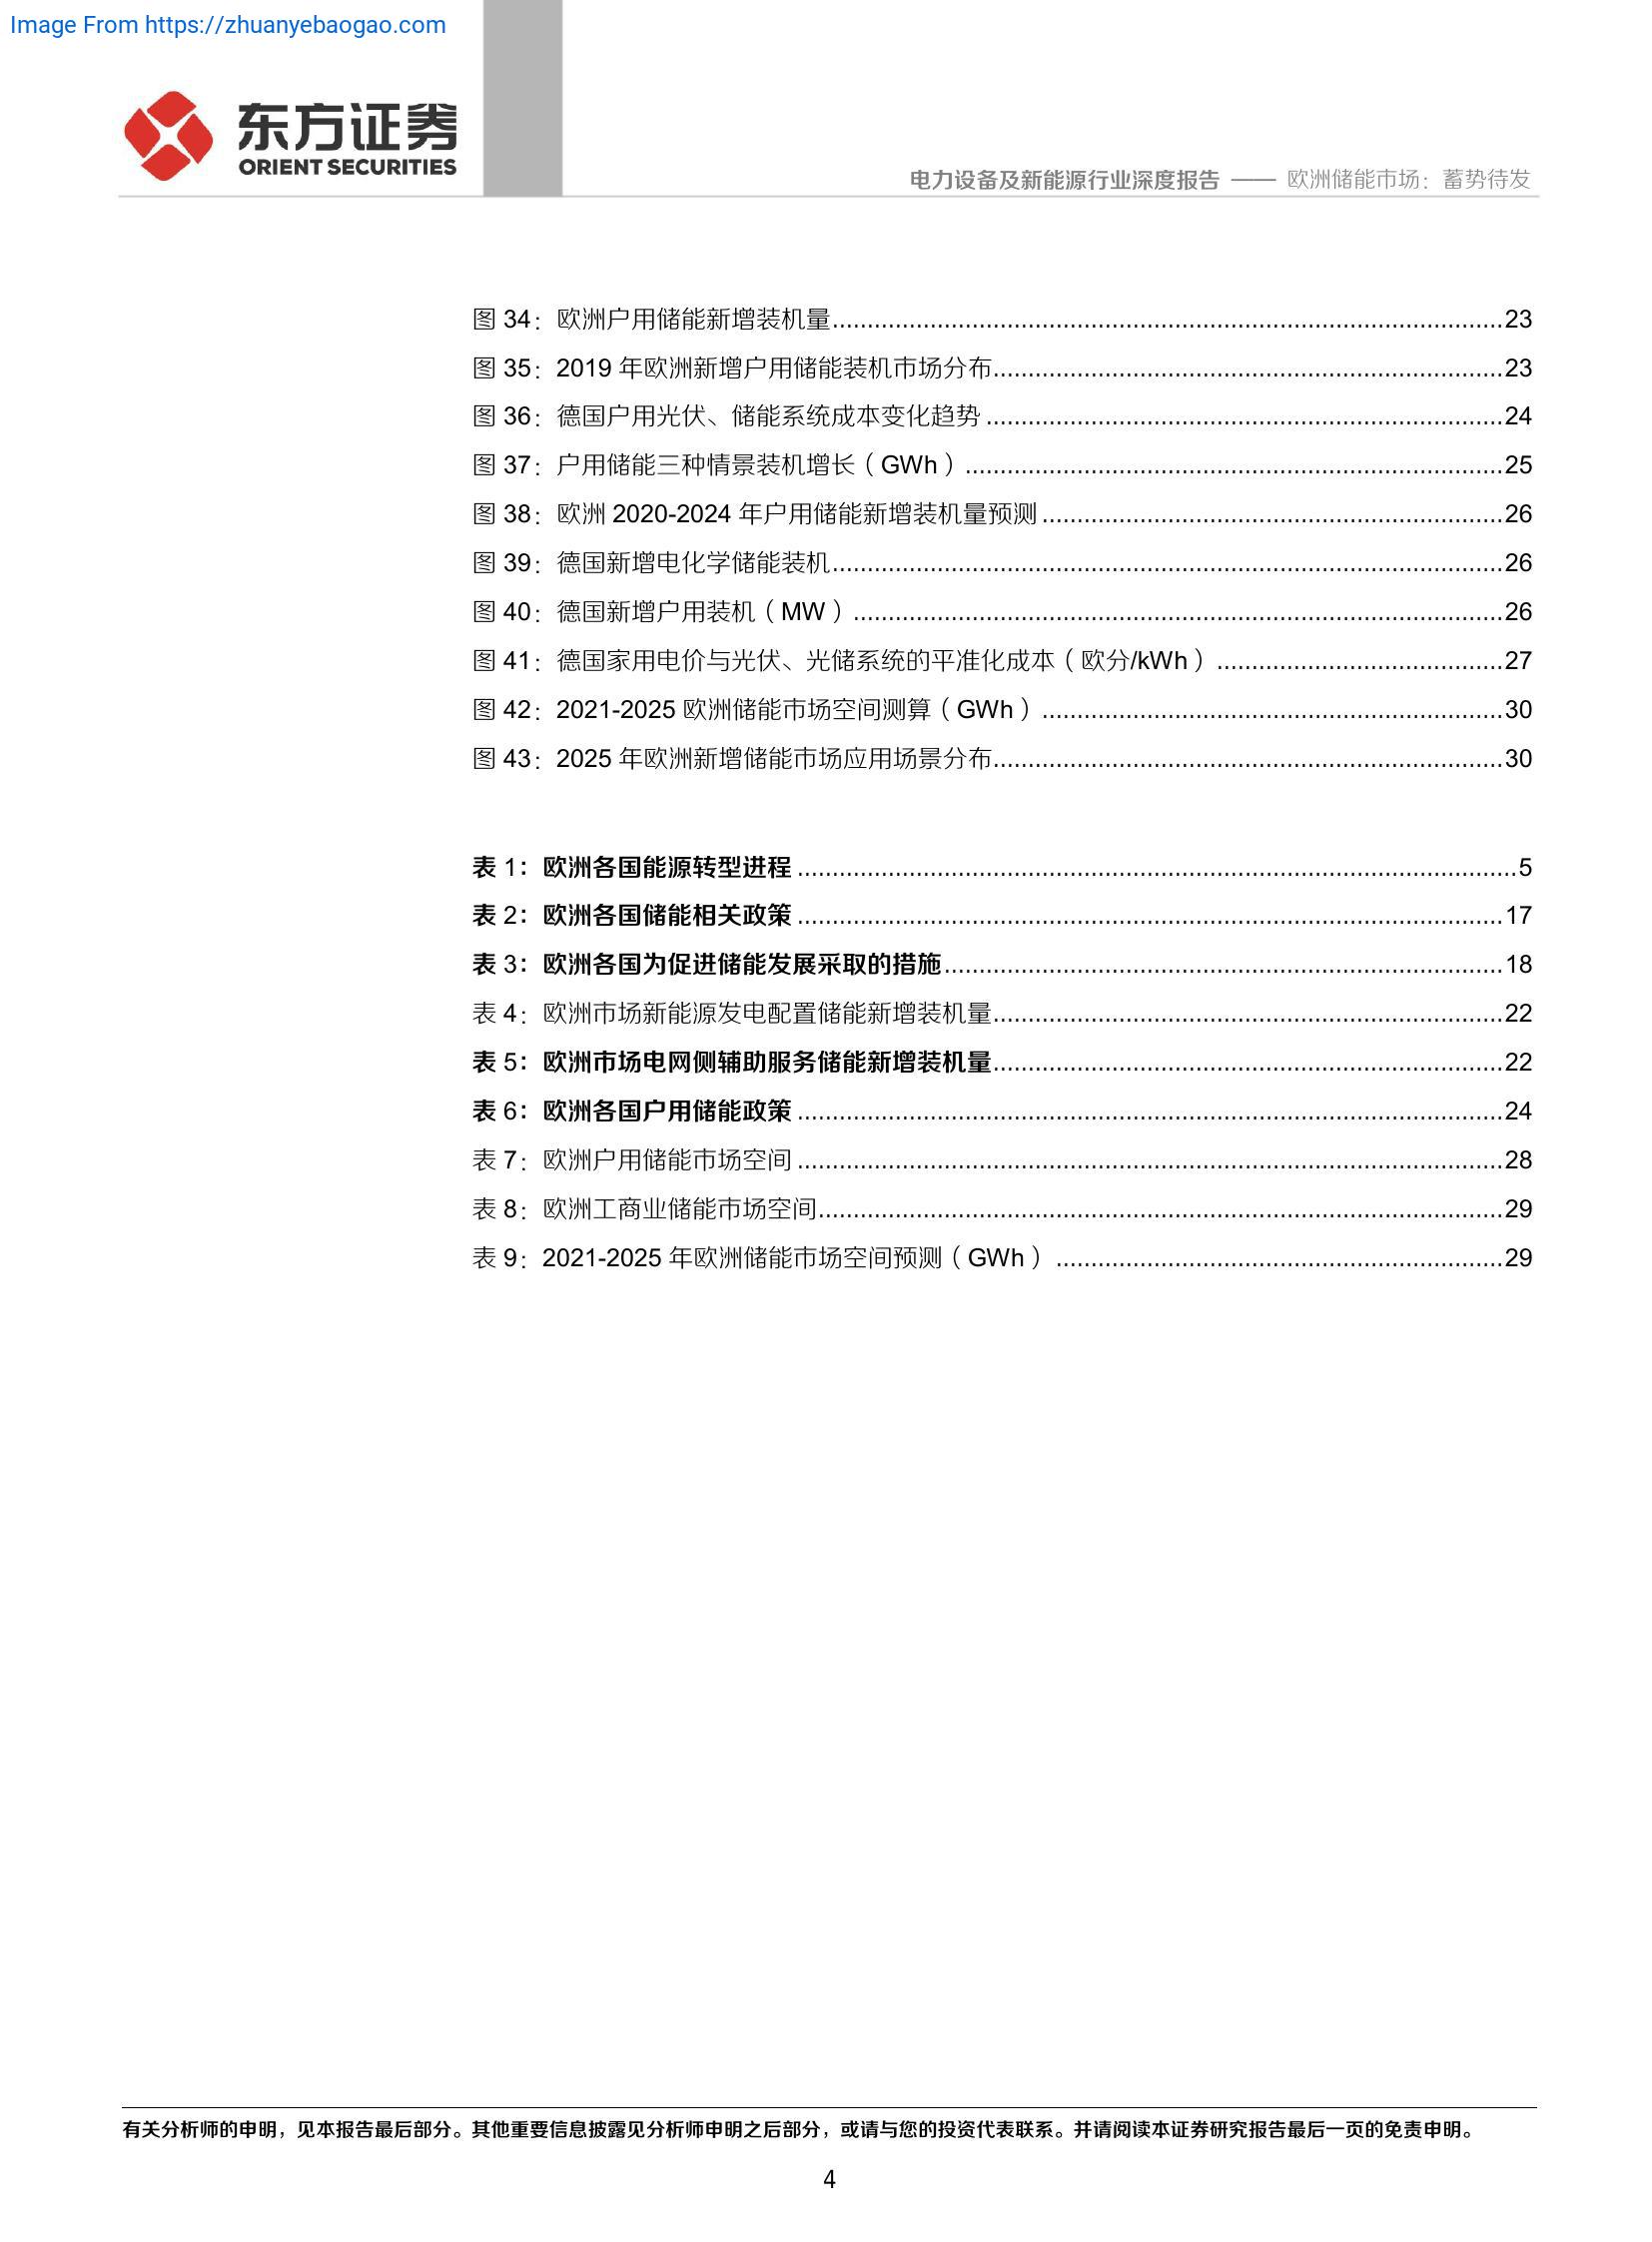 Image From https://zhuanyebaogao.com
东方证券
ORIENT SECURITIES
电力设备及新能源行业深度报告 —— 欧洲储能市场：蓄势待发
图 34：欧洲户用储能新增装机量....................23
图 35：2019 年欧洲新增户用储能装机市场分布....................23
图 36：德国户用光伏、储能系统成本变化趋势....................24
图 37：户用储能三种情景装机增长（GWh）....................25
图 38：欧洲 2020-2024 年户用储能新增装机量预测....................26
图 39：德国新增电化学储能装机....................26
图 40：德国新增户用装机（MW）....................26
图 41：德国家用电价与光伏、光储系统的平准化成本（欧分/kWh）....................27
图 42：2021-2025 欧洲储能市场空间测算（GWh）....................30
图 43：2025 年欧洲新增储能市场应用场景分布....................30
表 1：欧洲各国能源转型进程....................5
表 2：欧洲各国储能相关政策....................17
表 3：欧洲各国为促进储能发展采取的措施....................18
表 4：欧洲市场新能源发电配置储能新增装机量....................22
表 5：欧洲市场电网侧辅助服务储能新增装机量....................22
表 6：欧洲各国户用储能政策....................24
表 7：欧洲户用储能市场空间....................28
表 8：欧洲工商业储能市场空间....................29
表 9：2021-2025 年欧洲储能市场空间预测（GWh）....................29
有关分析师的申明，见本报告最后部分。其他重要信息披露见分析师申明之后部分，或请与您的投资代表联系。并请阅读本证券研究报告最后一页的免责申明。
4